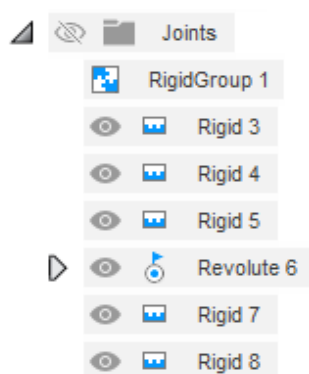 Joints
RigidGroup 1
Rigid 3
Rigid 4
Rigid 5
Revolute 6
Rigid 7
Rigid 8